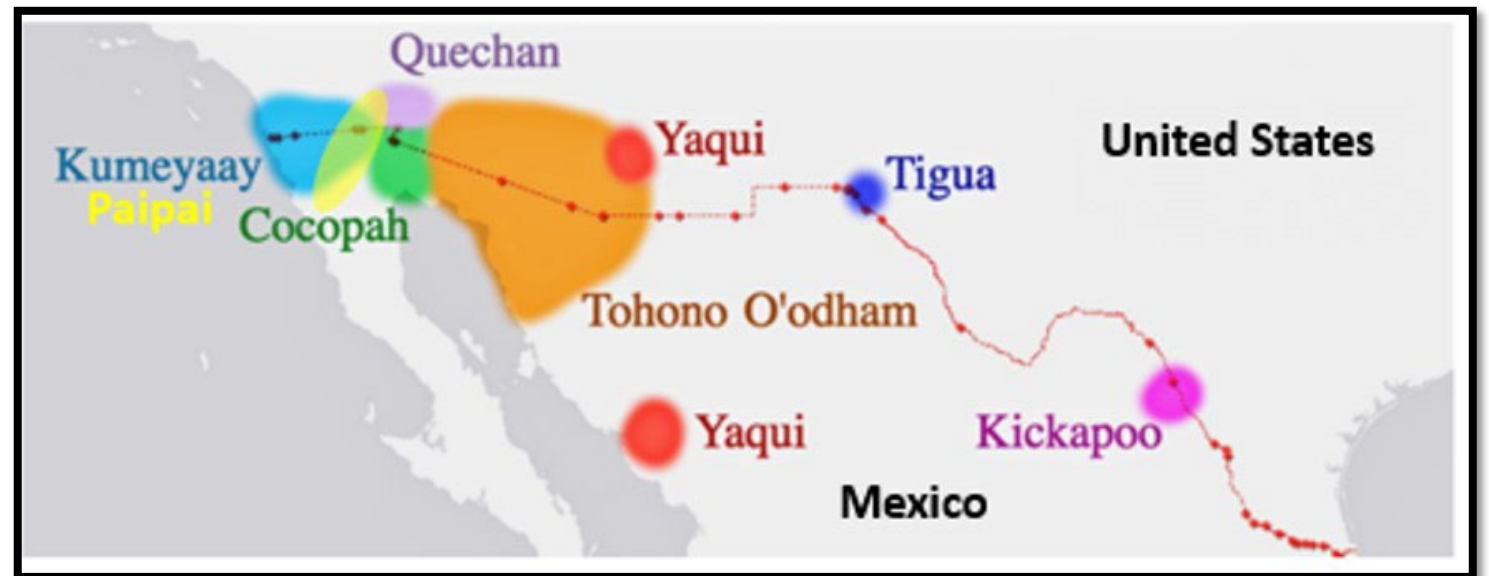 Quechan
United States
Yaqui
Kumeyaay
Tigua
Paipai
Cocopah
Tohono O'odham
Yaqui
Kickapoo
Mexico